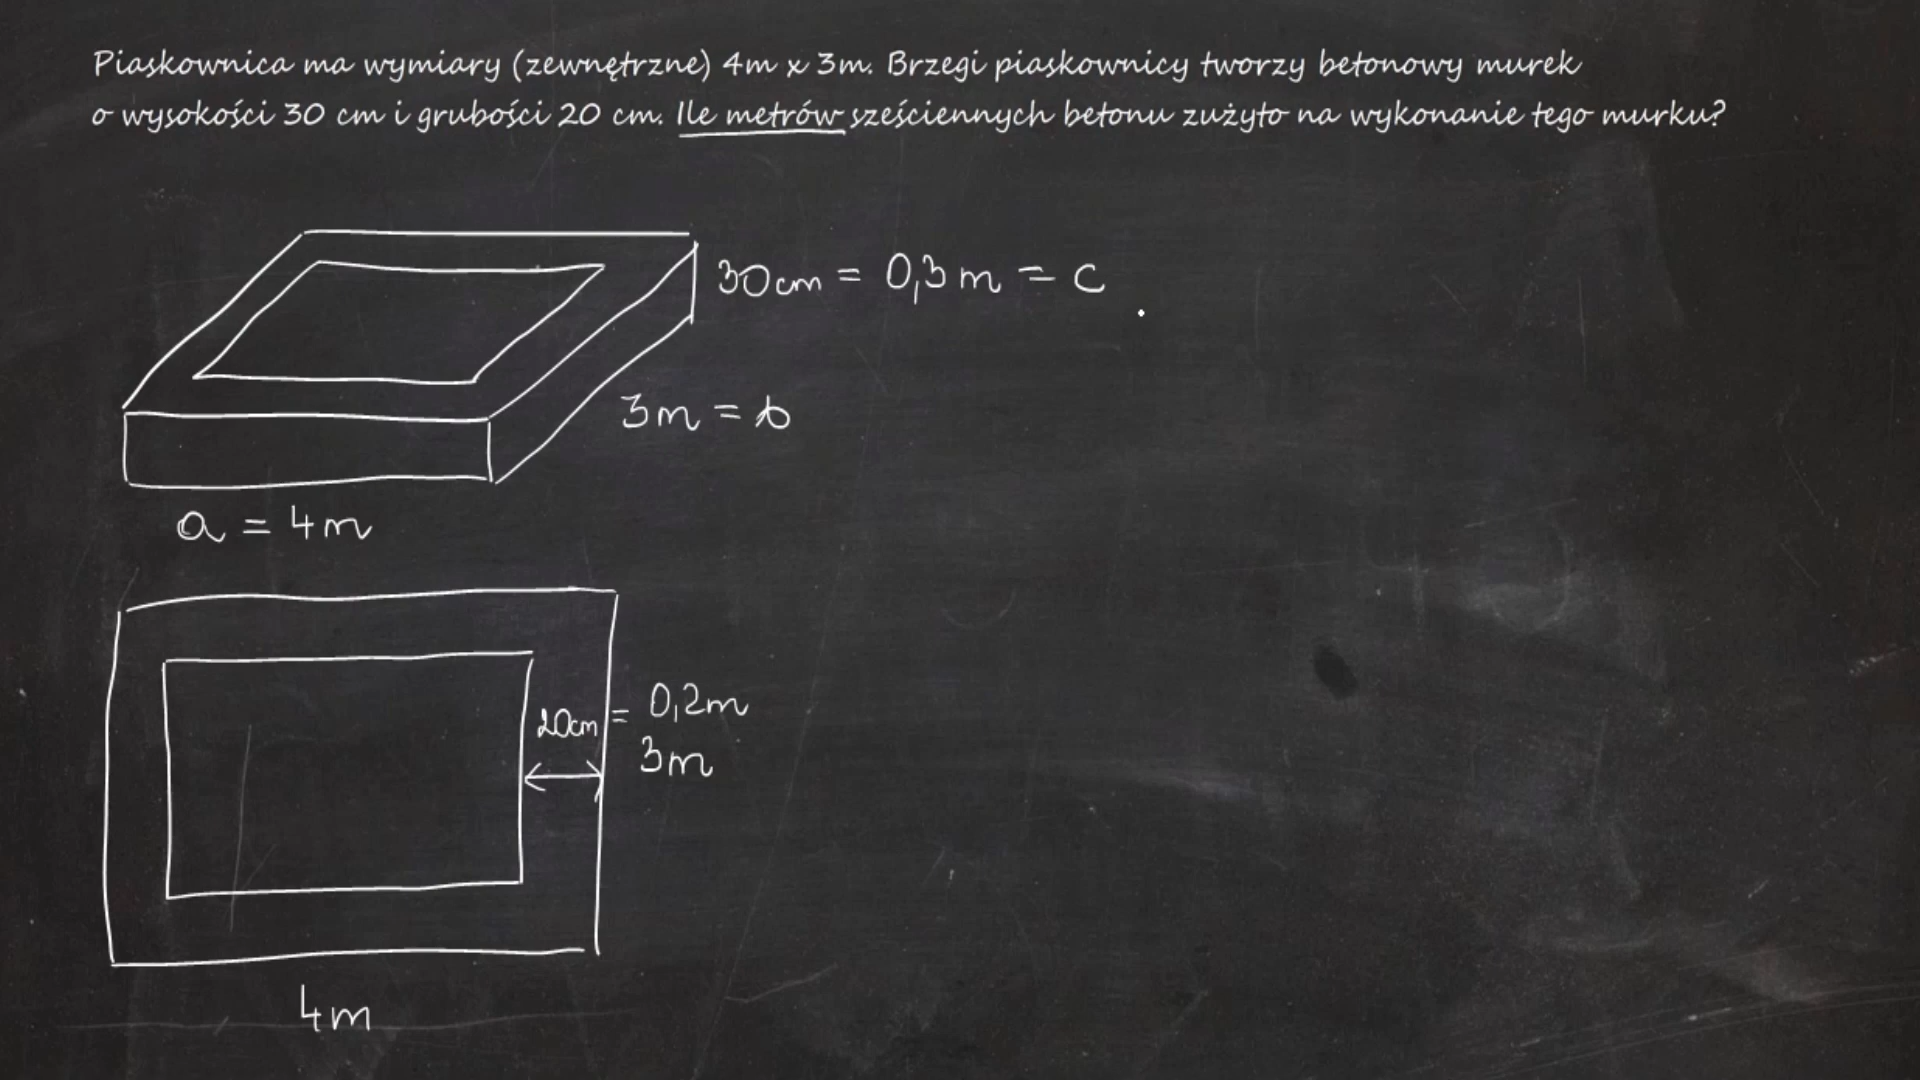 Piaskownica ma wymiary (zewnętrzne) 4m x 3m. Brzegi piaskownicy tworzy betonowy murek
o wysokości 30 cm i grubości 20 cm. Ile metrów sześciennych betonu zużyto na wykonanie tego murku?
30cm = 0,3m = c
3m = b
a = 4m
20cm = 0,2m
3m
4m